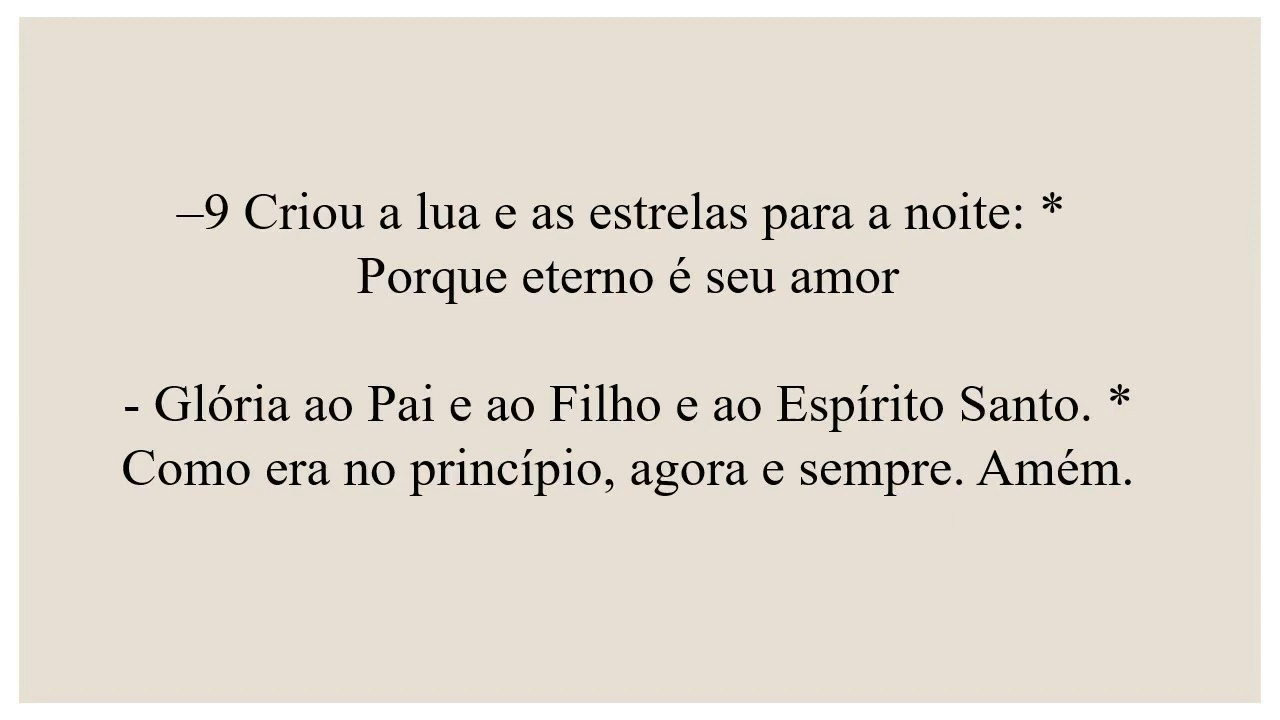 –9 Criou a lua e as estrelas para a noite: *
Porque eterno é seu amor
- Glória ao Pai e ao Filho e ao Espírito Santo. *
Como era no princípio, agora e sempre. Amém.